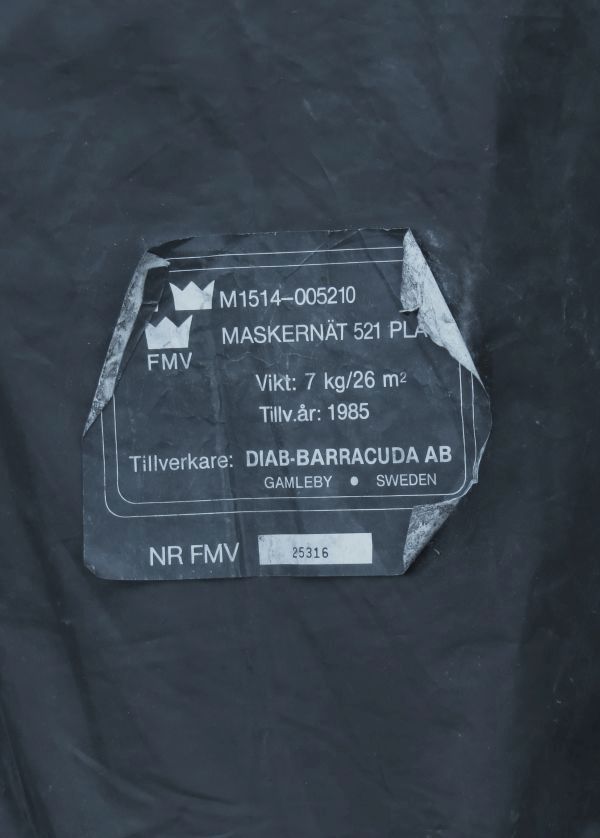 M1514-005210
MASKERNÄT 521
FMV
Vikt: 7 kg/26 m²
Tillv.år: 1985
Tillverkare: DIAB-BARRACUDA AB
GAMLEBY • SWEDEN
NR FMV 25316